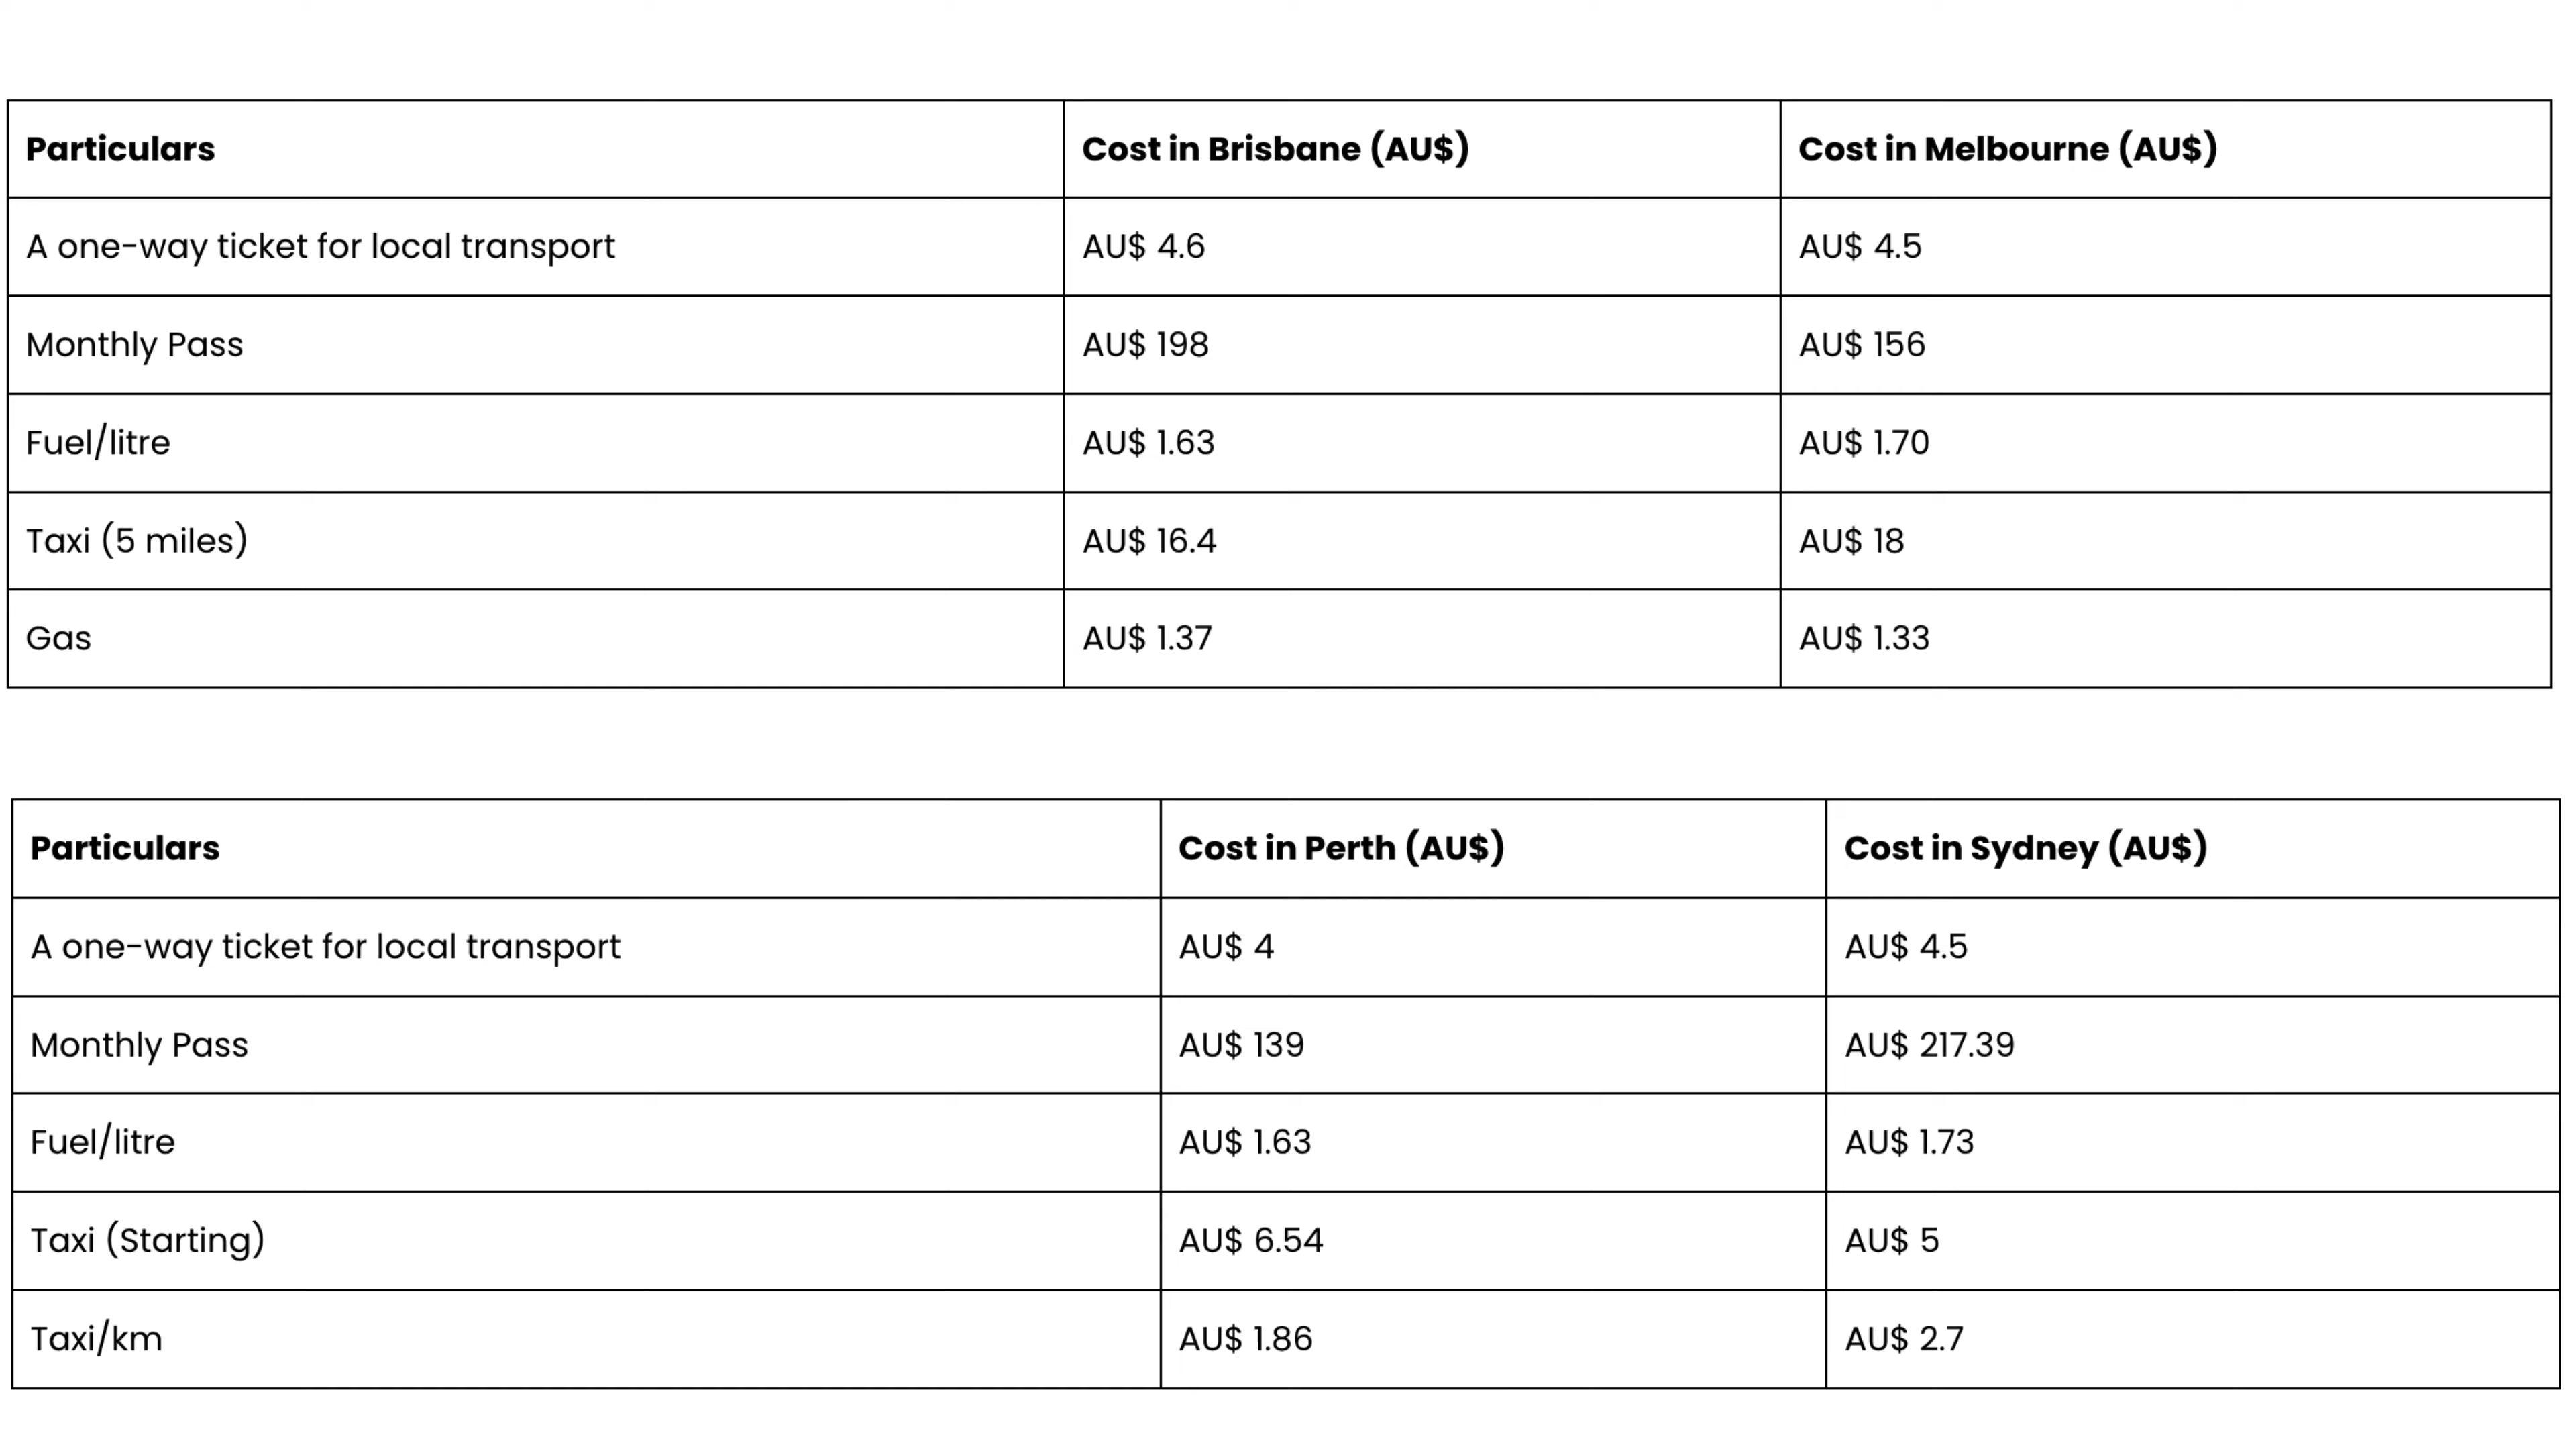 Particulars Cost in Brisbane (AU$) Cost in Melbourne (AU$)
A one-way ticket for local transport AU$ 4.6 AU$ 4.5
Monthly Pass AU$ 198 AU$ 156
Fuel/litre AU$ 1.63 AU$ 1.70
Taxi (5 miles) AU$ 16.4 AU$ 18
Gas AU$ 1.37 AU$ 1.33
Particulars Cost in Perth (AU$) Cost in Sydney (AU$)
A one-way ticket for local transport AU$ 4 AU$ 4.5
Monthly Pass AU$ 139 AU$ 217.39
Fuel/litre AU$ 1.63 AU$ 1.73
Taxi (Starting) AU$ 6.54 AU$ 5
Taxi/km AU$ 1.86 AU$ 2.7